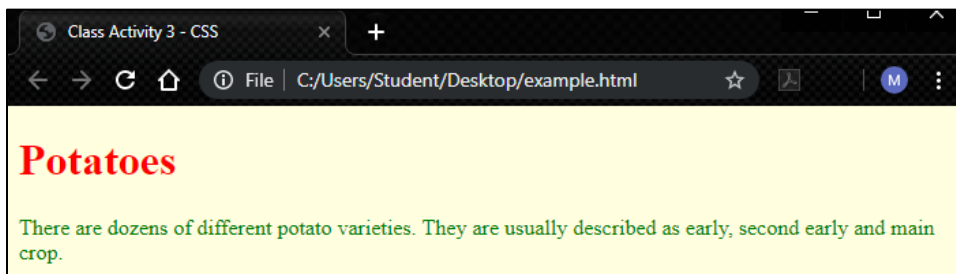 Class Activity 3 - CSS
File C:/Users/Student/Desktop/example.html
M
Potatoes
There are dozens of different potato varieties. They are usually described as early, second early and main
crop.